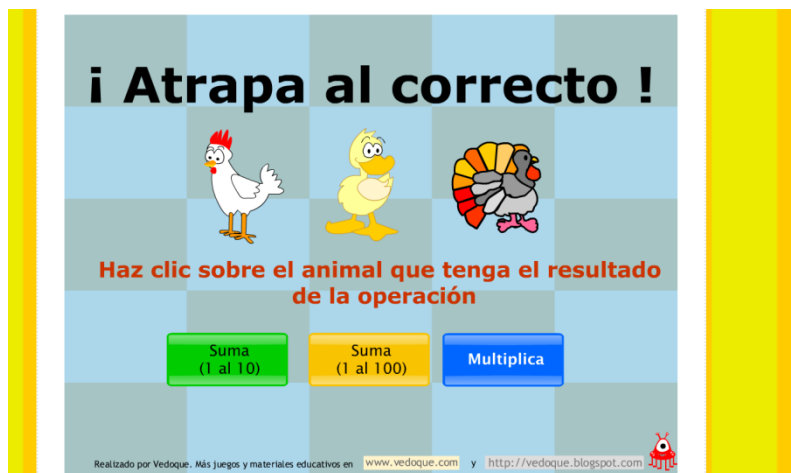 ¡ Atrapa al correcto !
Haz clic sobre el animal que tenga el resultado
de la operación
Suma
(1 al 10)
Suma
(1 al 100)
Multiplica
Realizado por Vedoque. Más juegos y materiales educativos en www.vedoque.com y http://vedoque.blogspot.com